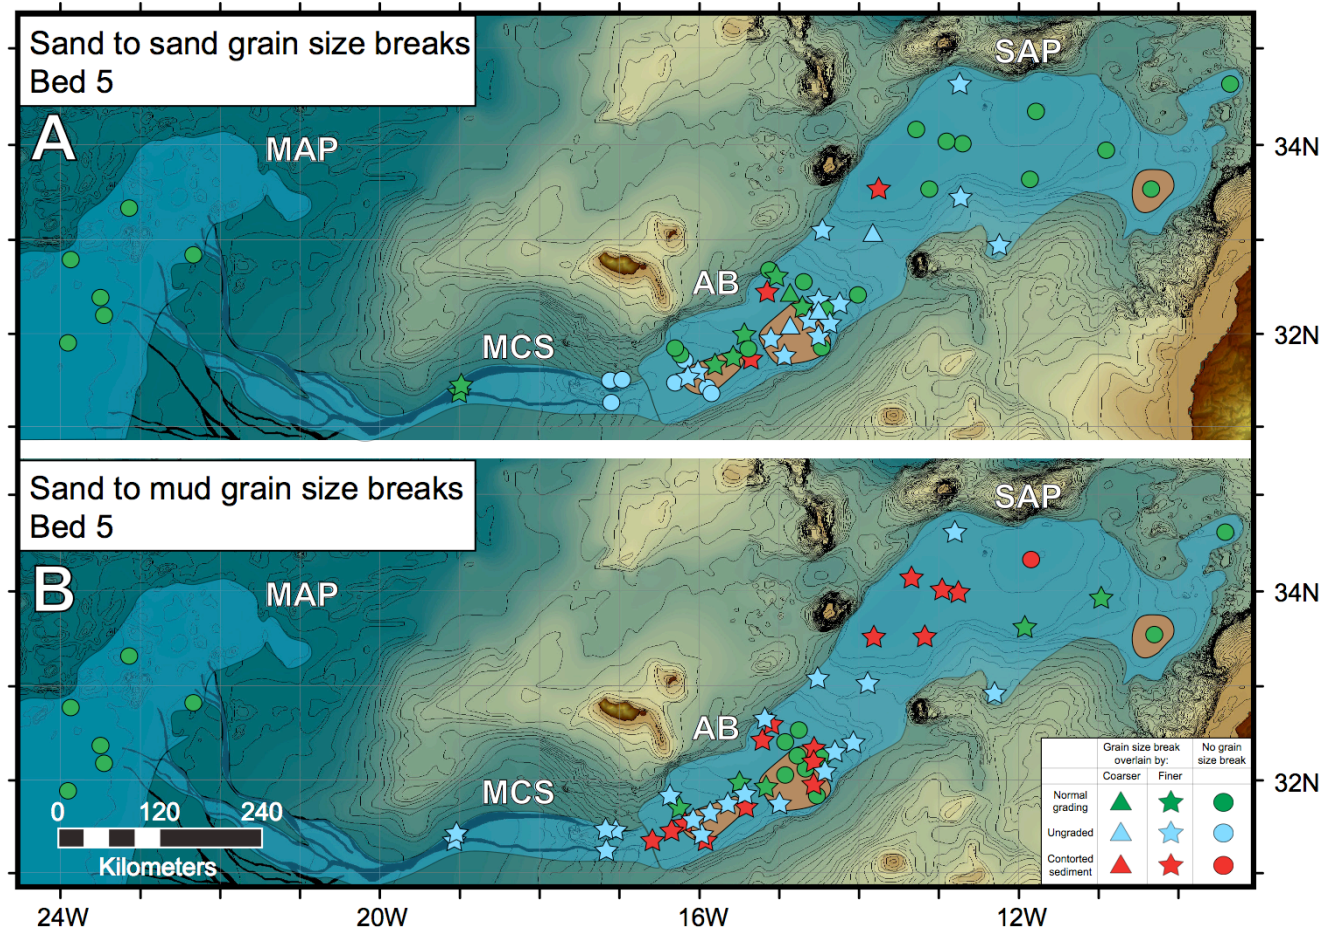 Sand to sand grain size breaks
Bed 5
A
MAP
MCS
AB
SAP
34N
32N
Sand to mud grain size breaks
Bed 5
B
MAP
MCS
AB
SAP
34N
32N
0 120 240
Kilometers
Grain size break overlain by:
No grain size break
Coarser Finer
Normal grading
Ungraded
Contorted sediment
24W 20W 16W 12W